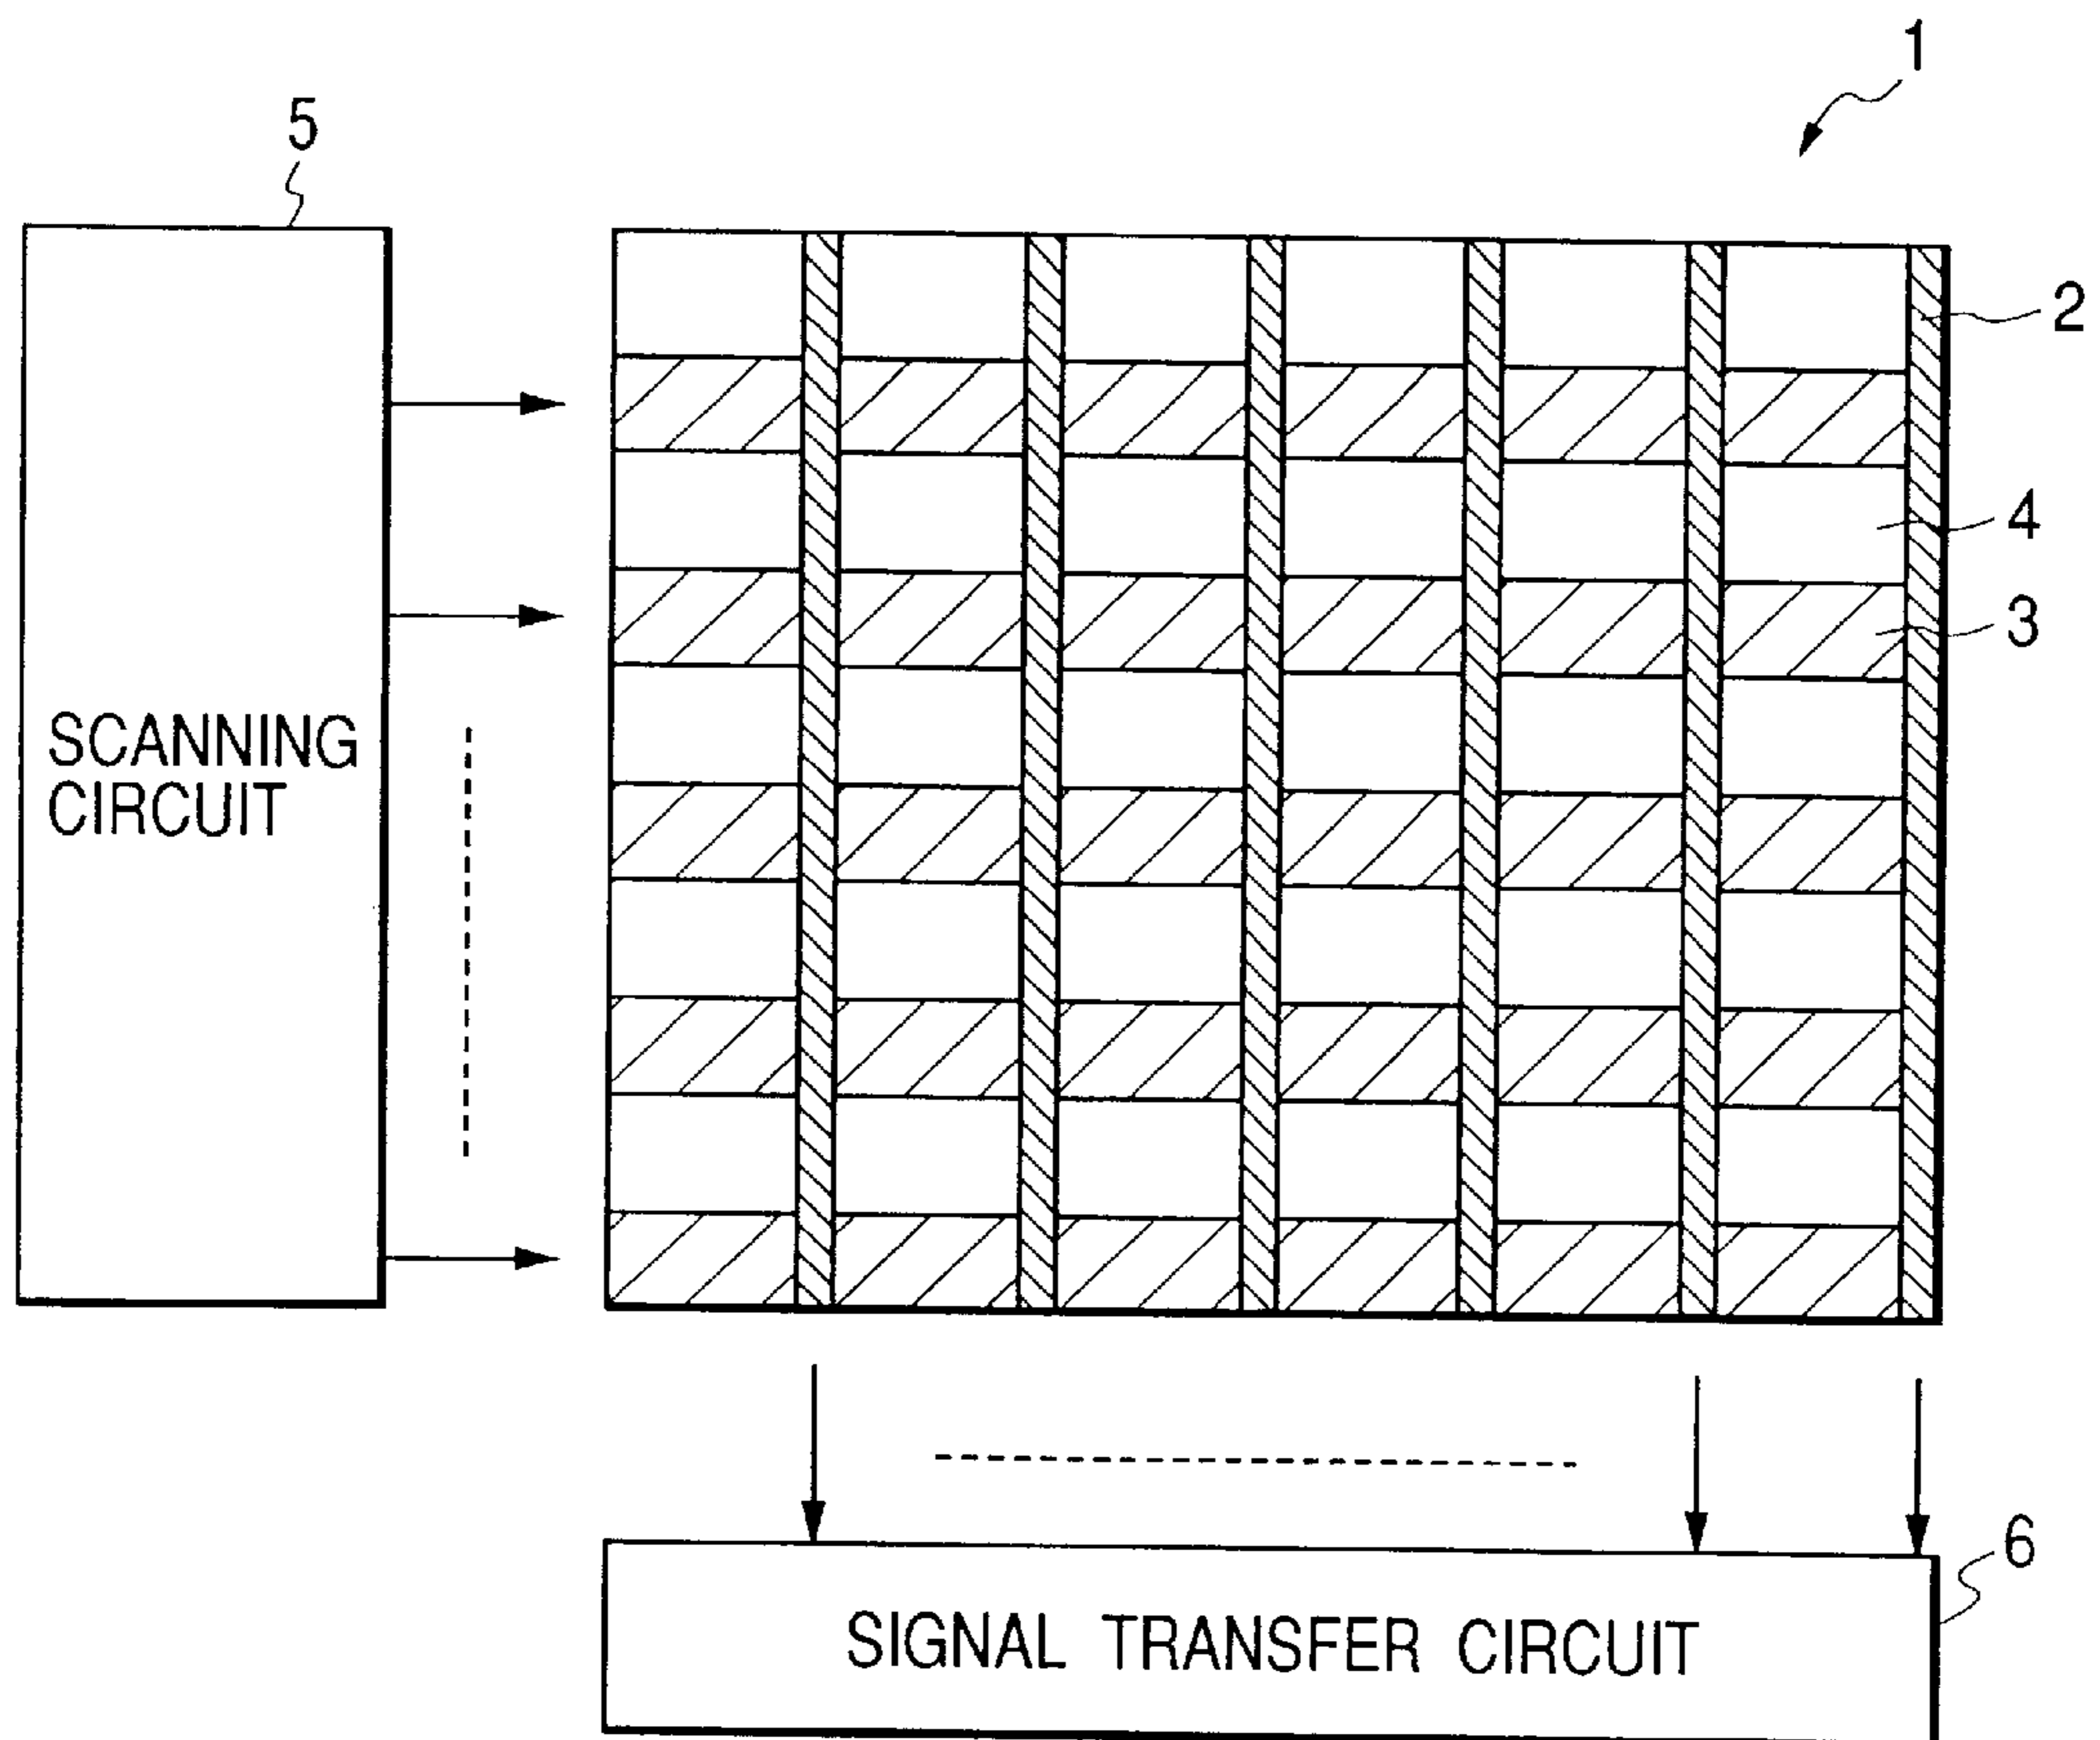 1
5
2
4
3
SCANNING
CIRCUIT
6
SIGNAL TRANSFER CIRCUIT